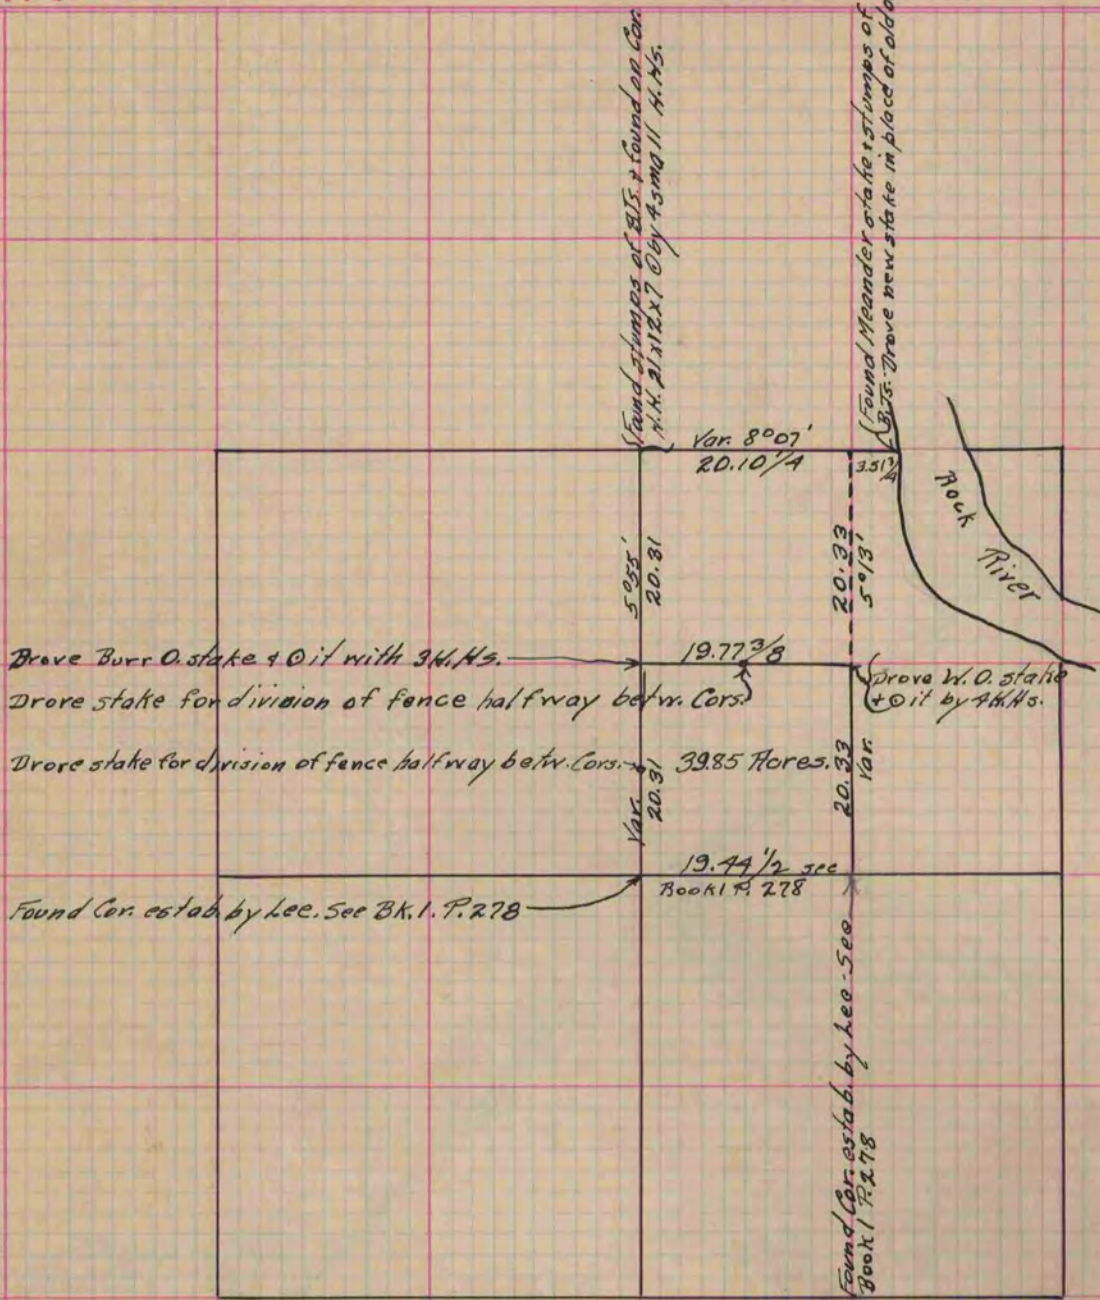 Found stumps of BTs. & found on Cor.
N.H. 21x12x7 ⊙ by 4 small H.Hs.
Found Meander stake & stumps of
B.Ts. Drove new stake in place of old
Var. 8°07'
20.10 1/4
3.51 3/4
Rock
River
5°55'
20.31
20.33
5°13'
Drove Burr O. stake & ⊙ it with 3 H.Hs.
19.77 3/8
Drove stake for division of fence halfway betw. Cors.
Drove W.O. stake
& ⊙ it by 4 H.Hs.
Drove stake for division of fence halfway betw. Cors.
39.85 Acres.
Var.
20.31
20.33
Var.
19.44 1/2 see
Book 1 P. 278
Found Cor. estab by Lee. See Bk. 1. P. 278
Found Cor. estab. by Lee - See
Book 1 P. 278